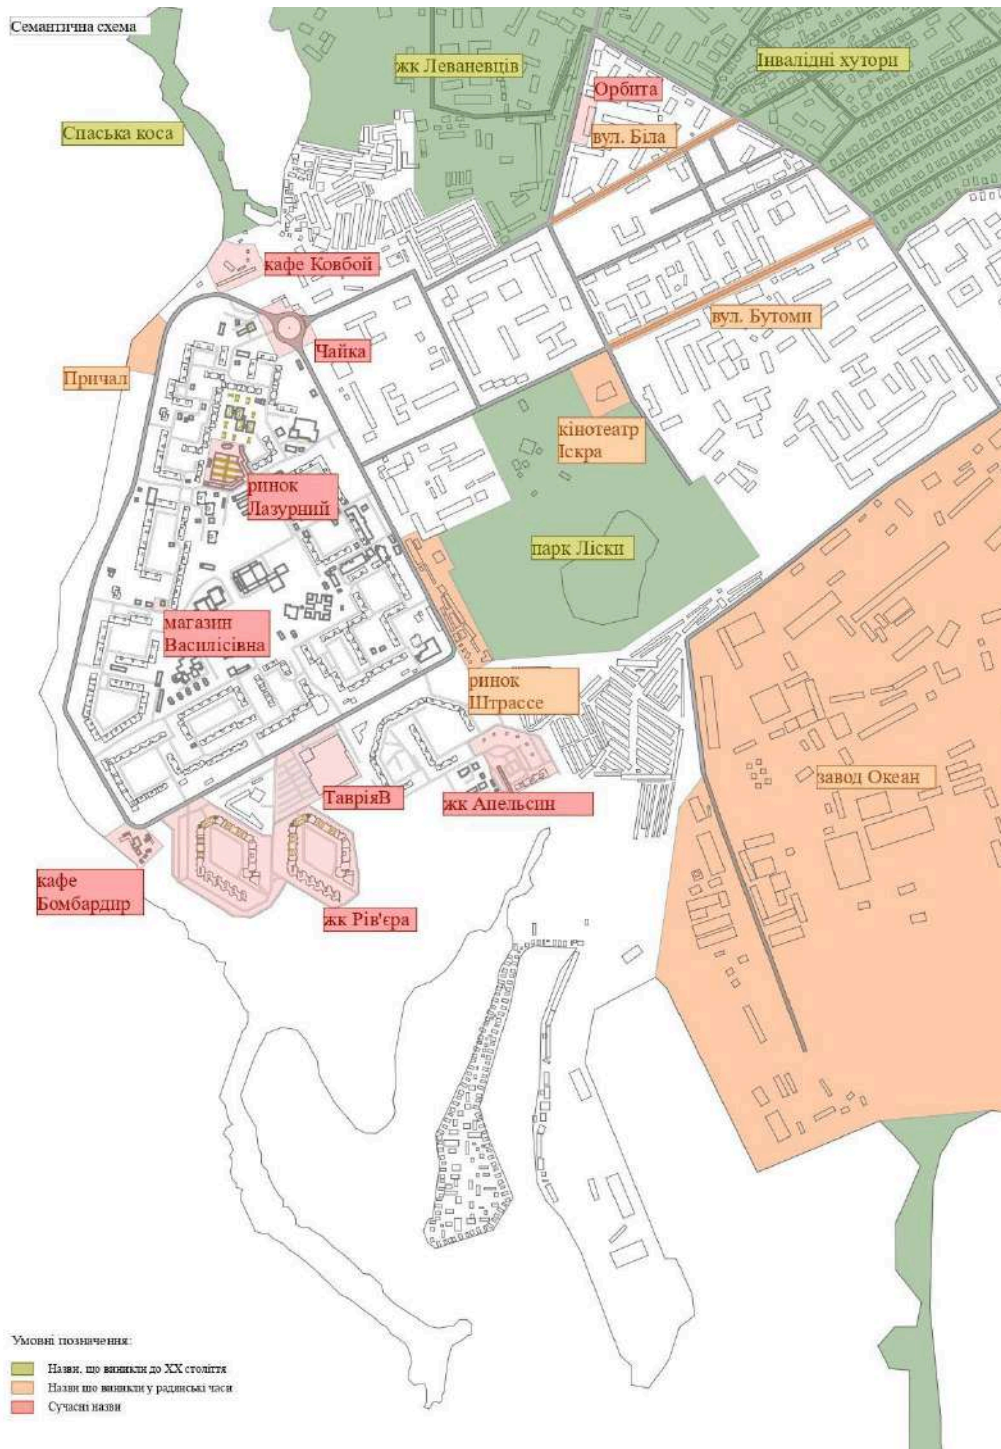 Семантична схема
жк Леваневців
Інвалідні хутори
Орбита
Спаська коса
вул. Біла
кафе Ковбой
вул. Бутоми
Чайка
Причал
кінотеатр
Іскра
ринок
Лазурний
парк Ліски
магазин
Василісівна
ринок
Штрассе
завод Океан
ТавріяВ
жк Апельсин
кафе
Бомбардир
жк Рів'єра
Умовні позначення:
Назви, що виникли до XX століття
Назви що виникли у радянські часи
Сучасні назви